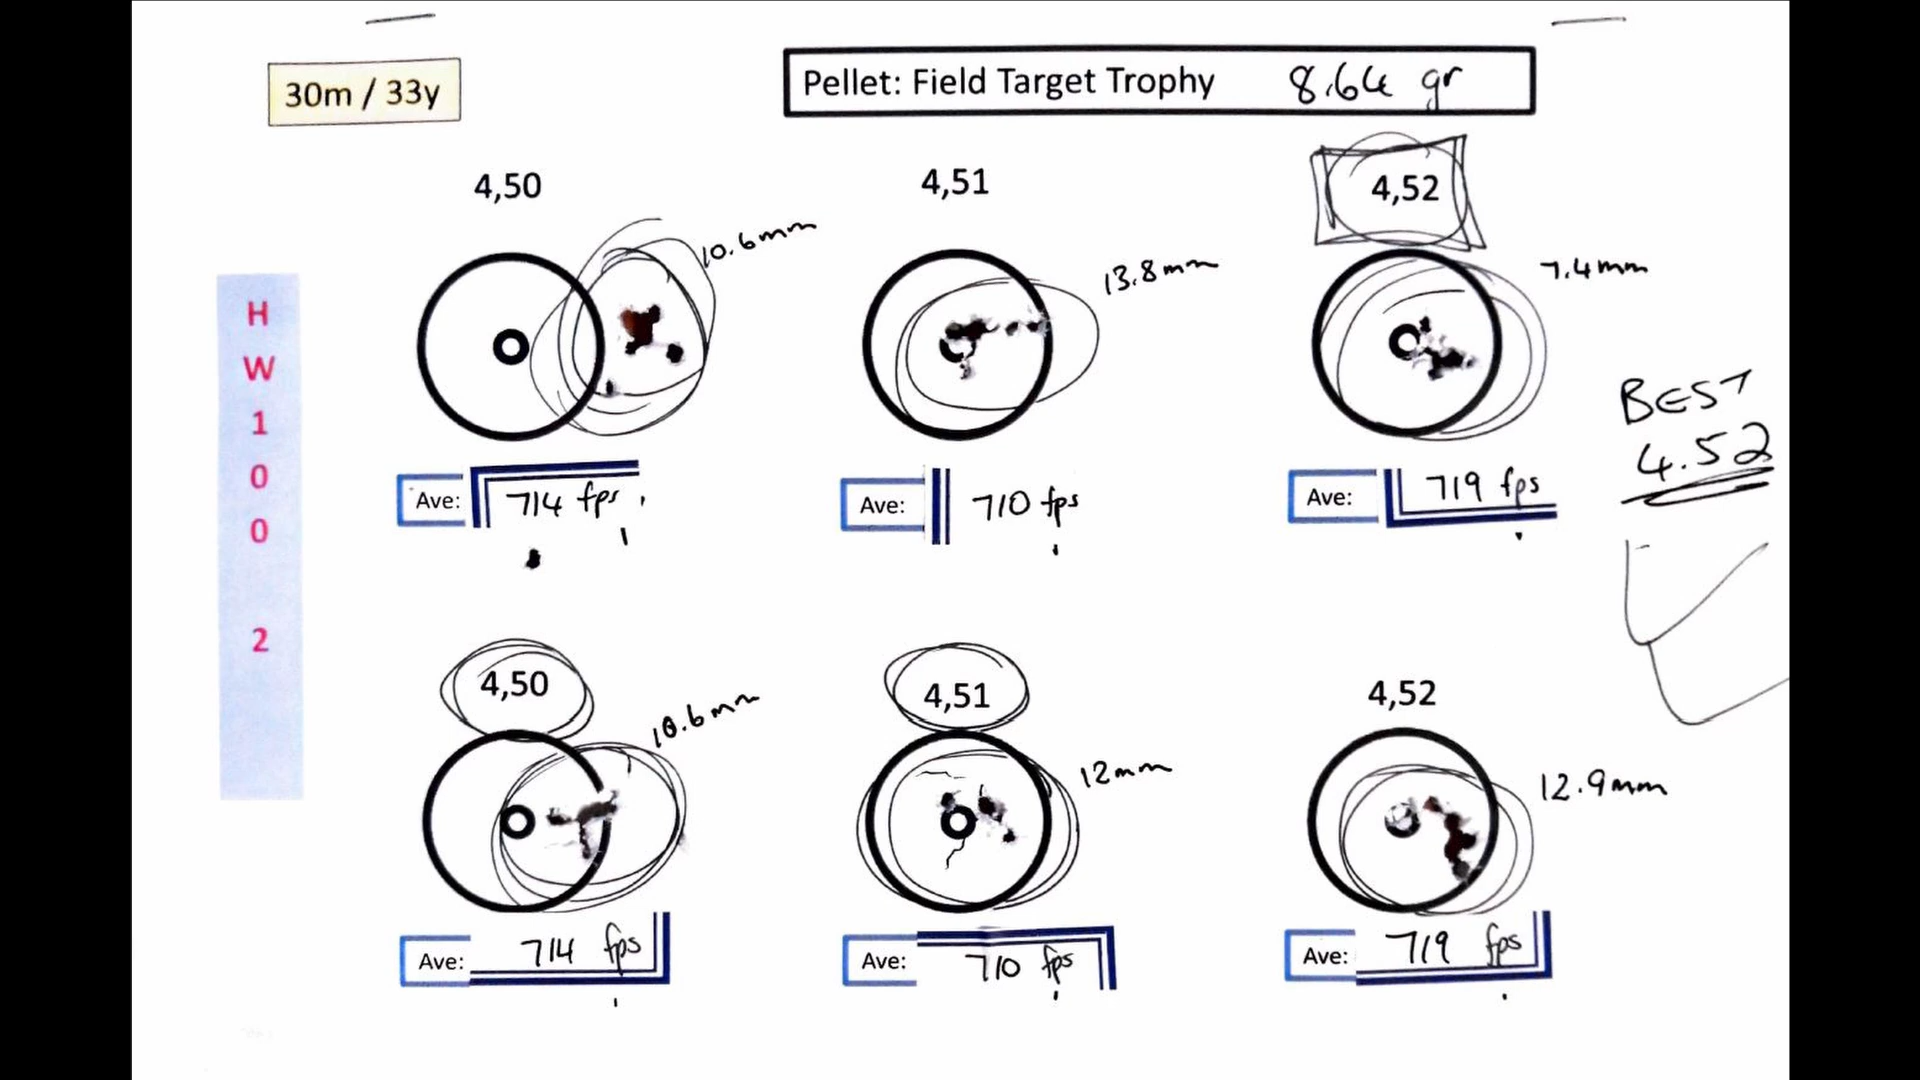 30m / 33y
Pellet: Field Target Trophy 8.64 gr
4,50
4,51
4,52
10.6mm
13.8mm
7.4mm
H
W
1
0
0
2
BEST
4.52
Ave: 714 fps
Ave: 710 fps
Ave: 719 fps
4,50
4,51
4,52
10.6mm
12mm
12.9mm
Ave: 714 fps
Ave: 710 fps
Ave: 719 fps